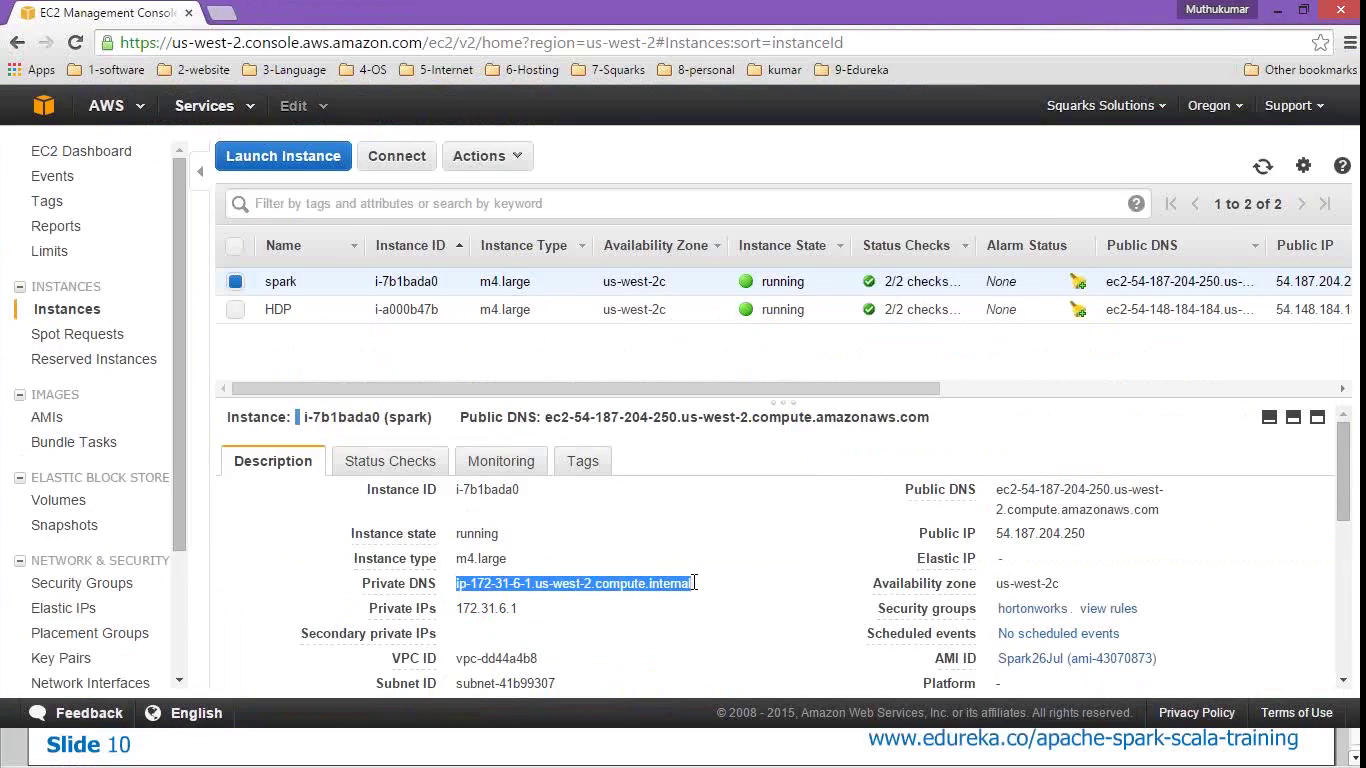 EC2 Management Consol
Muthukumar
https://us-west-2.console.aws.amazon.com/ec2/v2/home?region=us-west-2#Instances:sort=instanceId
Apps 1-software 2-website 3-Language 4-OS 5-Internet 6-Hosting 7-Squarks 8-personal kumar 9-Edureka Other bookmarks
AWS Services Edit Squarks Solutions Oregon Support
EC2 Dashboard
Events
Tags
Reports
Limits
INSTANCES
Instances
Spot Requests
Reserved Instances
IMAGES
AMIs
Bundle Tasks
ELASTIC BLOCK STORE
Volumes
Snapshots
NETWORK & SECURITY
Security Groups
Elastic IPs
Placement Groups
Key Pairs
Network Interfaces
Launch Instance Connect Actions
Filter by tags and attributes or search by keyword 1 to 2 of 2
Name Instance ID Instance Type Availability Zone Instance State Status Checks Alarm Status Public DNS Public IP
spark i-7b1bada0 m4.large us-west-2c running 2/2 checks... None ec2-54-187-204-250.us-... 54.187.204.2
HDP i-a000b47b m4.large us-west-2c running 2/2 checks... None ec2-54-148-184-184.us-... 54.148.184.1
Instance: i-7b1bada0 (spark) Public DNS: ec2-54-187-204-250.us-west-2.compute.amazonaws.com
Description Status Checks Monitoring Tags
Instance ID i-7b1bada0 Public DNS ec2-54-187-204-250.us-west-
2.compute.amazonaws.com
Instance state running Public IP 54.187.204.250
Instance type m4.large Elastic IP -
Private DNS ip-172-31-6-1.us-west-2.compute.internal Availability zone us-west-2c
Private IPs 172.31.6.1 Security groups hortonworks. view rules
Secondary private IPs Scheduled events No scheduled events
VPC ID vpc-dd44a4b8 AMI ID Spark26Jul (ami-43070873)
Subnet ID subnet-41b99307 Platform -
Feedback English © 2008 - 2015, Amazon Web Services, Inc. or its affiliates. All rights reserved. Privacy Policy Terms of Use
Slide 10 www.edureka.co/apache-spark-scala-training